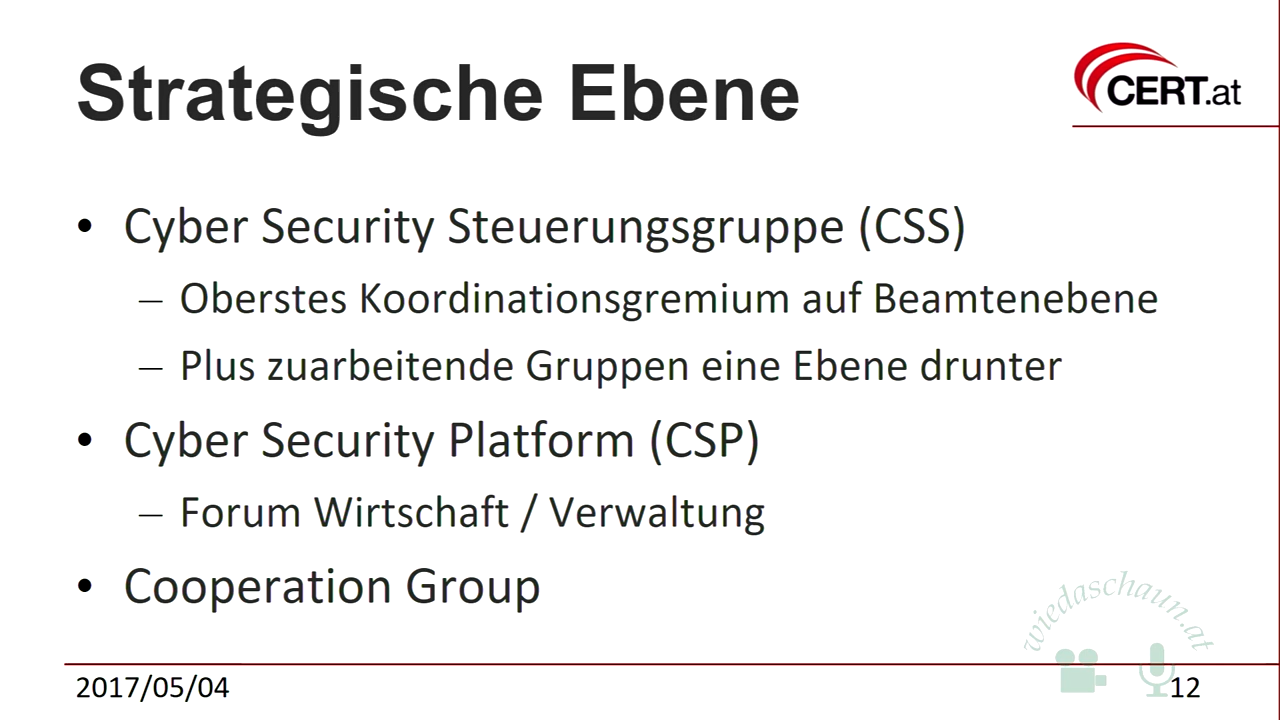 Strategische Ebene
CERT.at
• Cyber Security Steuerungsgruppe (CSS)
– Oberstes Koordinationsgremium auf Beamtenebene
– Plus zuarbeitende Gruppen eine Ebene drunter
• Cyber Security Platform (CSP)
– Forum Wirtschaft / Verwaltung
• Cooperation Group
wiedaschaun.at
2017/05/04
12